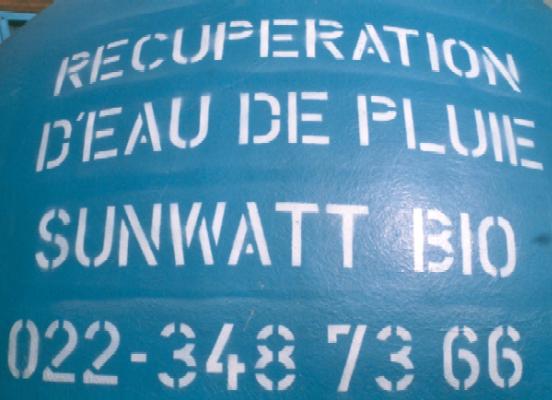 RECUPERATION
D'EAU DE PLUIE
SUNWATT BIO
022-348 73 66